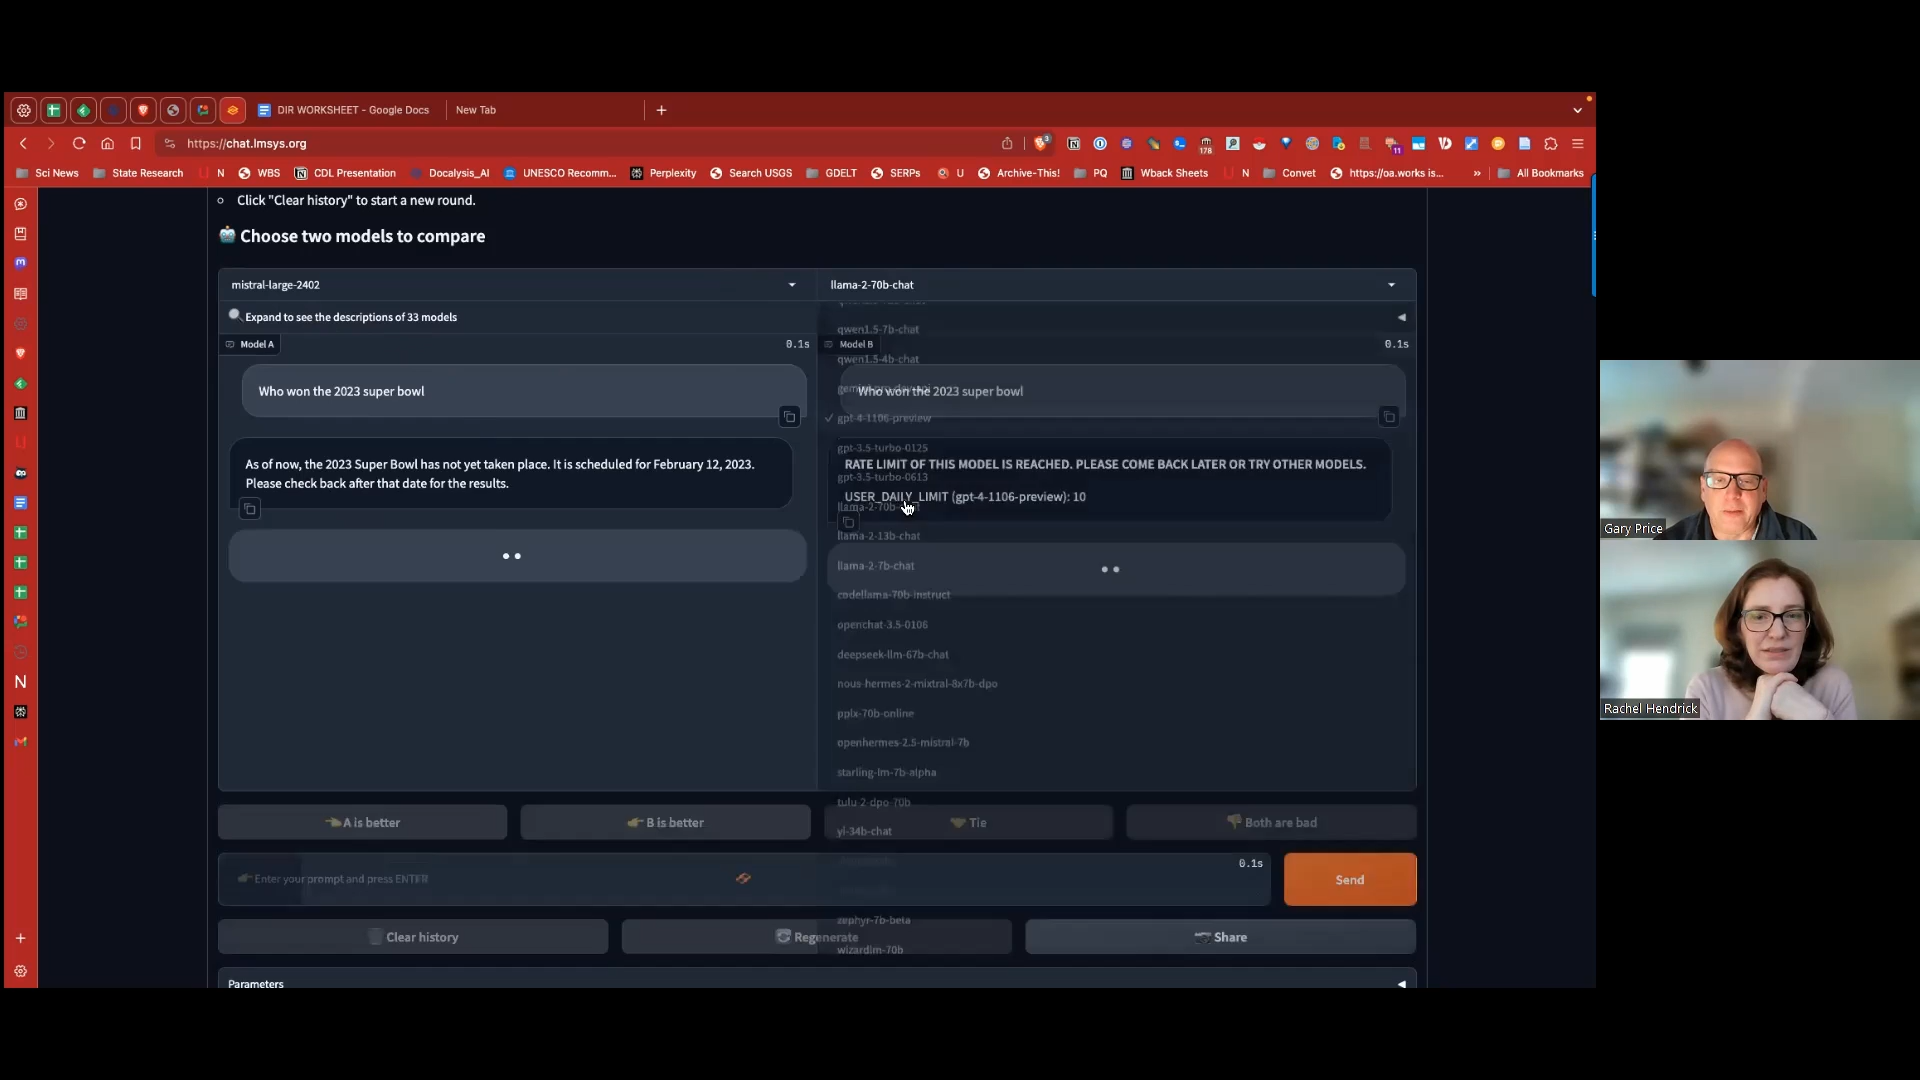 DIR WORKSHEET - Google Docs
New Tab
https://chat.lmsys.org
3
178
11
Sci News
State Research
N
WBS
CDL Presentation
Docalysis_AI
UNESCO Recomm...
Perplexity
Search USGS
GDELT
SERPs
U
Archive-This!
PQ
Wback Sheets
N
Convet
https://oa.works is...
»
All Bookmarks
Click "Clear history" to start a new round.
Choose two models to compare
mistral-large-2402
llama-2-70b-chat
Expand to see the descriptions of 33 models
qwen1.5-7b-chat
Model A
0.1s
Model B
0.1s
qwen1.5-4b-chat
Who won the 2023 super bowl
Who won the 2023 super bowl
gpt-4-1106-preview
gpt-3.5-turbo-0125
As of now, the 2023 Super Bowl has not yet taken place. It is scheduled for February 12, 2023.
Please check back after that date for the results.
RATE LIMIT OF THIS MODEL IS REACHED. PLEASE COME BACK LATER OR TRY OTHER MODELS.
gpt-3.5-turbo-0613
USER_DAILY_LIMIT (gpt-4-1106-preview): 10
llama-2-13b-chat
llama-2-7b-chat
codellama-70b-instruct
openchat-3.5-0106
deepseek-llm-67b-chat
nous-hermes-2-mixtral-8x7b-dpo
pplx-70b-online
openhermes-2.5-mistral-7b
starling-lm-7b-alpha
tulu-2-dpo-70b
A is better
B is better
Tie
Both are bad
yi-34b-chat
Enter your prompt and press ENTER
0.1s
Send
zephyr-7b-beta
Clear history
Regenerate
Share
wizardlm-70b
Parameters
Gary Price
Rachel Hendrick